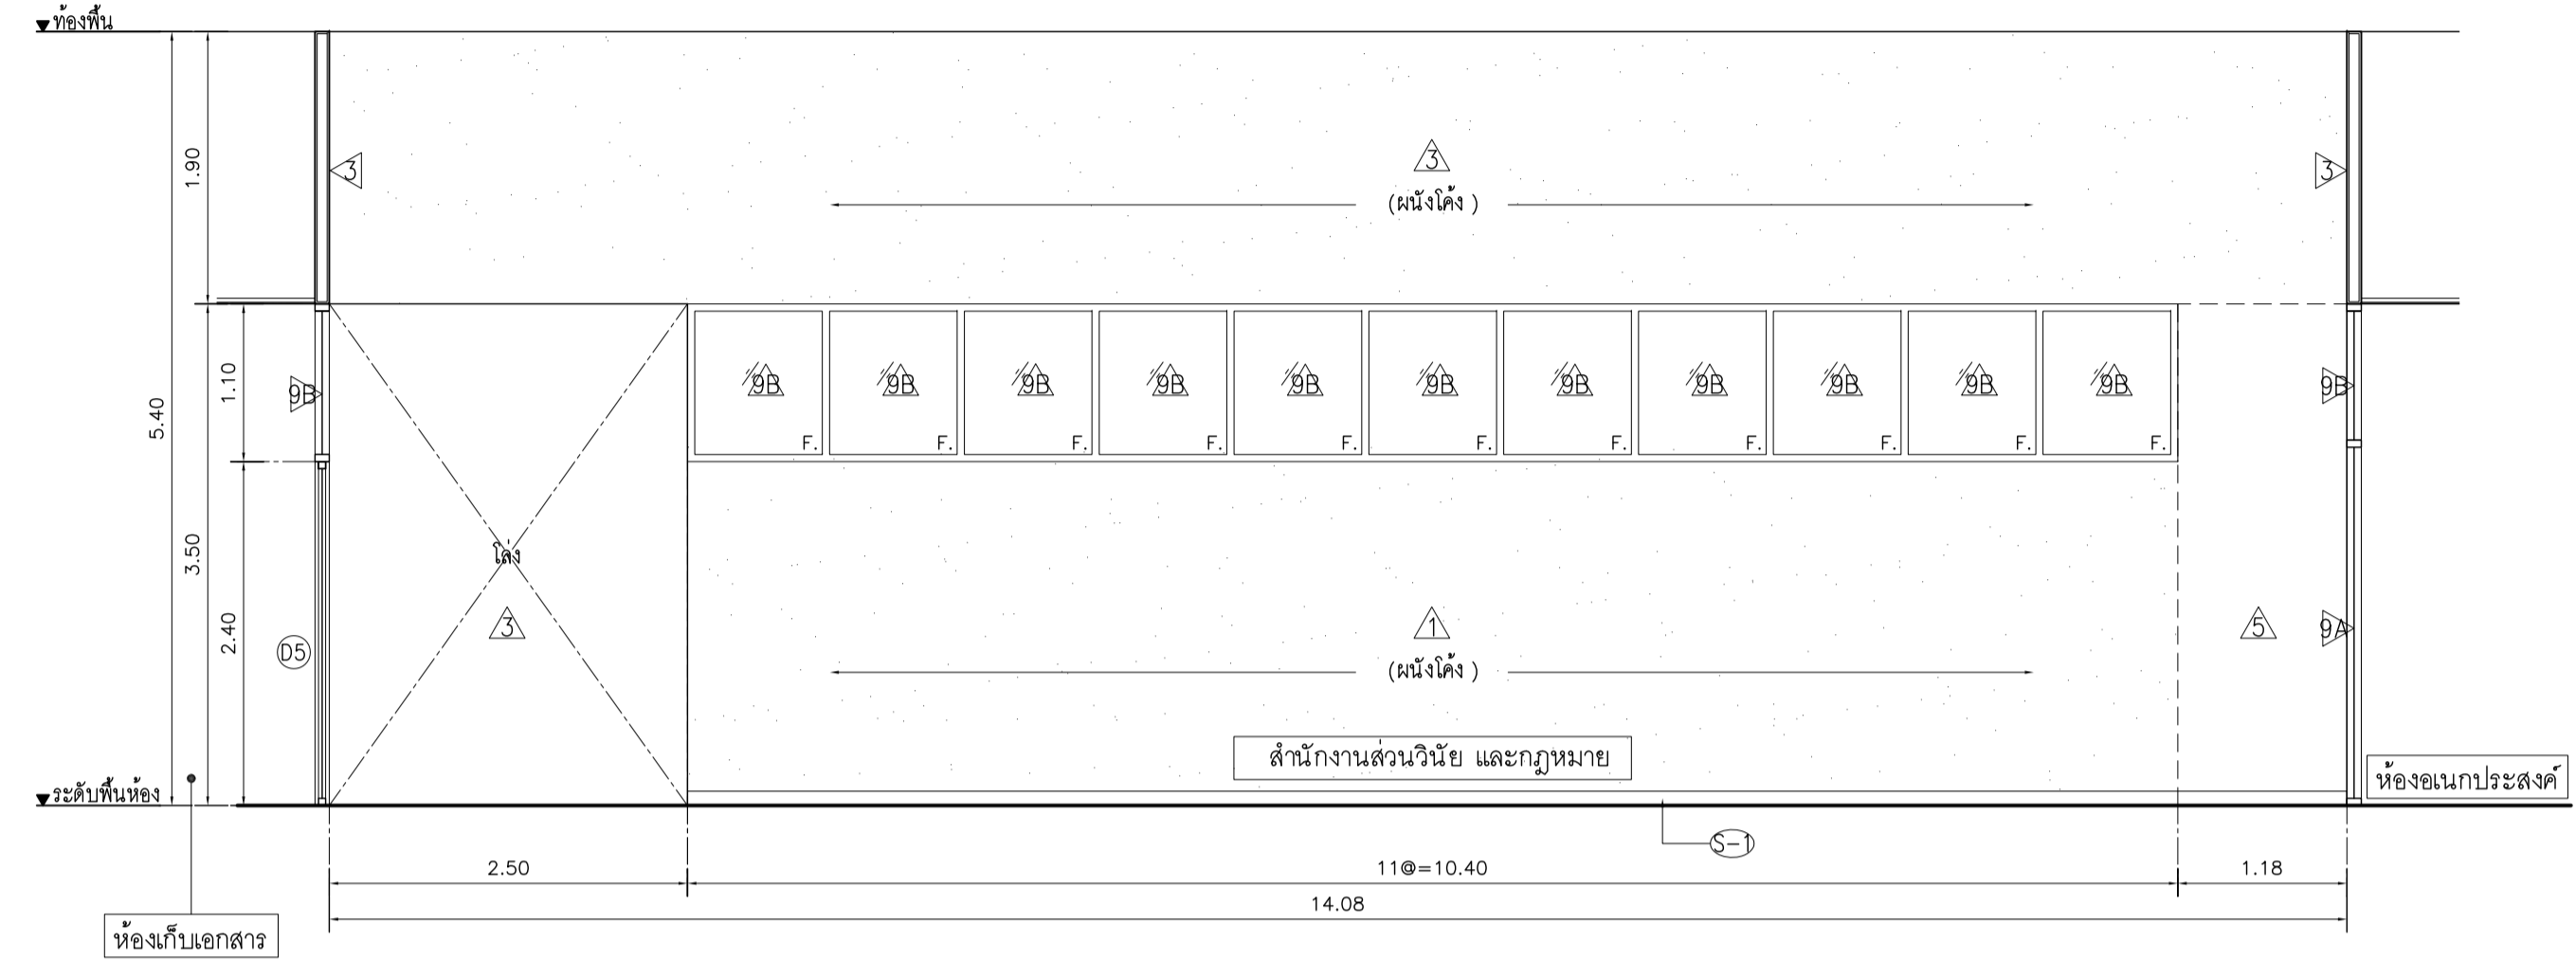 ท้องพื้น
1.90
3
3
3
(ผนังโค้ง )
5.40
1.10
9B
9B
9B
9B
9B
9B
9B
9B
9B
9B
9B
9B
9B
F.
F.
F.
F.
F.
F.
F.
F.
F.
F.
F.
3.50
2.40
โล่ง
3
1
5
9A
D5
(ผนังโค้ง )
สำนักงานส่วนวินัย และกฎหมาย
ห้องอเนกประสงค์
ระดับพื้นห้อง
S-1
2.50
11@=10.40
1.18
14.08
ห้องเก็บเอกสาร